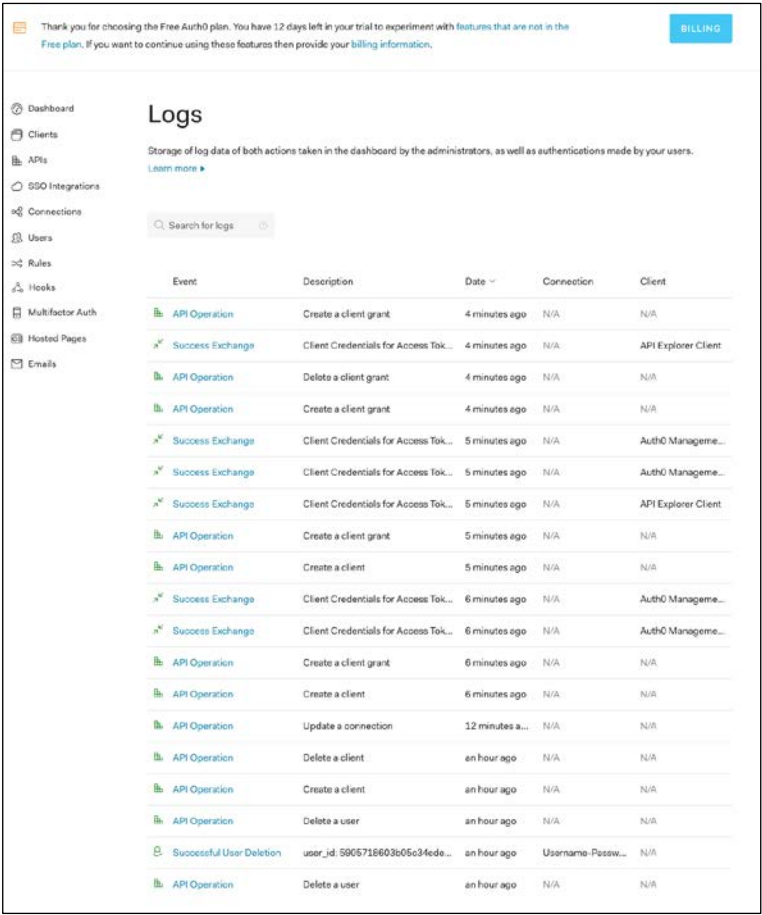 Thank you for choosing the Free Auth0 plan. You have 12 days left in your trial to experiment with features that are not in the
Free plan. If you want to continue using these features then provide your billing information.
BILLING
Dashboard
Clients
APIs
SSO Integrations
Connections
Users
Rules
Hooks
Multifactor Auth
Hosted Pages
Emails
Logs
Storage of log data of both actions taken in the dashboard by the administrators, as well as authentications made by your users.
Learn more
Search for logs
Event Description Date Connection Client
API Operation Create a client grant 4 minutes ago N/A N/A
Success Exchange Client Credentials for Access Tok... 4 minutes ago N/A API Explorer Client
API Operation Delete a client grant 4 minutes ago N/A N/A
API Operation Create a client grant 4 minutes ago N/A N/A
Success Exchange Client Credentials for Access Tok... 5 minutes ago N/A Auth0 Manageme...
Success Exchange Client Credentials for Access Tok... 5 minutes ago N/A Auth0 Manageme...
Success Exchange Client Credentials for Access Tok... 5 minutes ago N/A API Explorer Client
API Operation Create a client grant 5 minutes ago N/A N/A
API Operation Create a client 5 minutes ago N/A N/A
Success Exchange Client Credentials for Access Tok... 6 minutes ago N/A Auth0 Manageme...
Success Exchange Client Credentials for Access Tok... 6 minutes ago N/A Auth0 Manageme...
API Operation Create a client grant 6 minutes ago N/A N/A
API Operation Create a client 6 minutes ago N/A N/A
API Operation Update a connection 12 minutes a... N/A N/A
API Operation Delete a client an hour ago N/A N/A
API Operation Create a client an hour ago N/A N/A
API Operation Delete a user an hour ago N/A N/A
Successful User Deletion user_id: 5905718603b05c34ede... an hour ago Username-Passw... N/A
API Operation Delete a user an hour ago N/A N/A